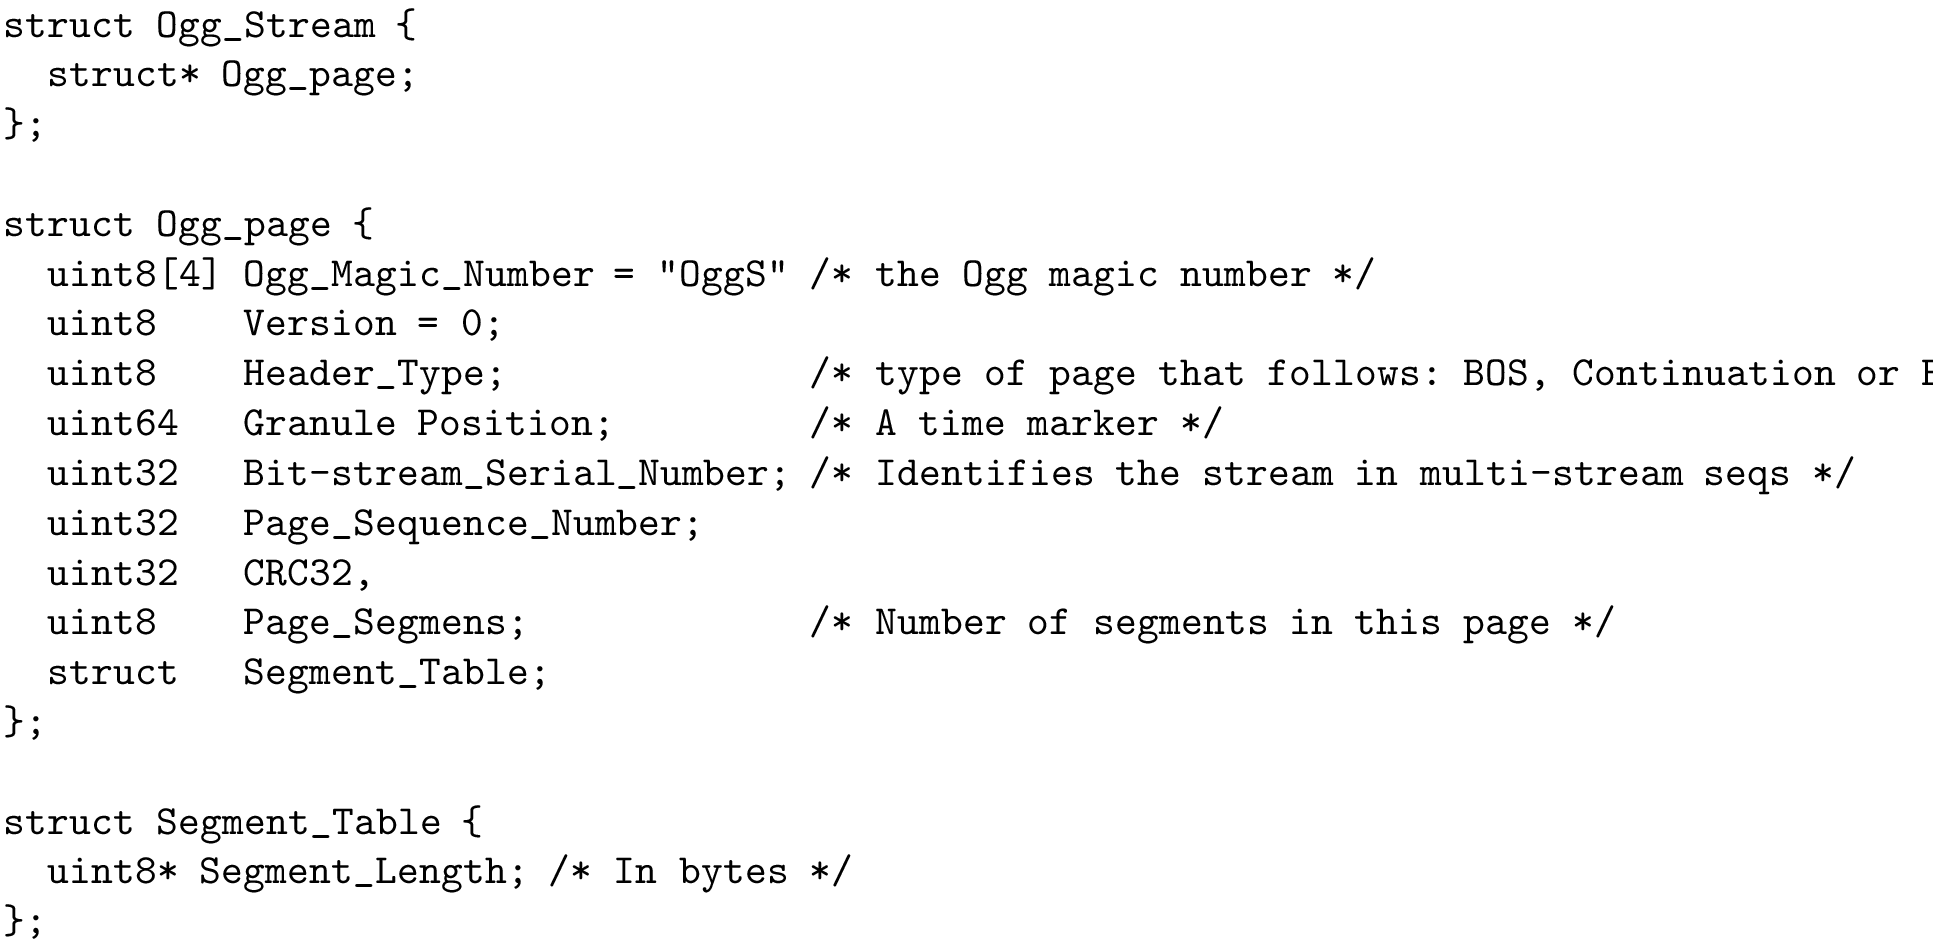 struct Ogg_Stream {
  struct* Ogg_page;
};

struct Ogg_page {
  uint8[4] Ogg_Magic_Number = "OggS" /* the Ogg magic number */
  uint8    Version = 0;
  uint8    Header_Type;              /* type of page that follows: BOS, Continuation or
  uint64   Granule Position;         /* A time marker */
  uint32   Bit-stream_Serial_Number; /* Identifies the stream in multi-stream seqs */
  uint32   Page_Sequence_Number;
  uint32   CRC32,
  uint8    Page_Segmens;             /* Number of segments in this page */
  struct   Segment_Table;
};

struct Segment_Table {
  uint8* Segment_Length; /* In bytes */
};